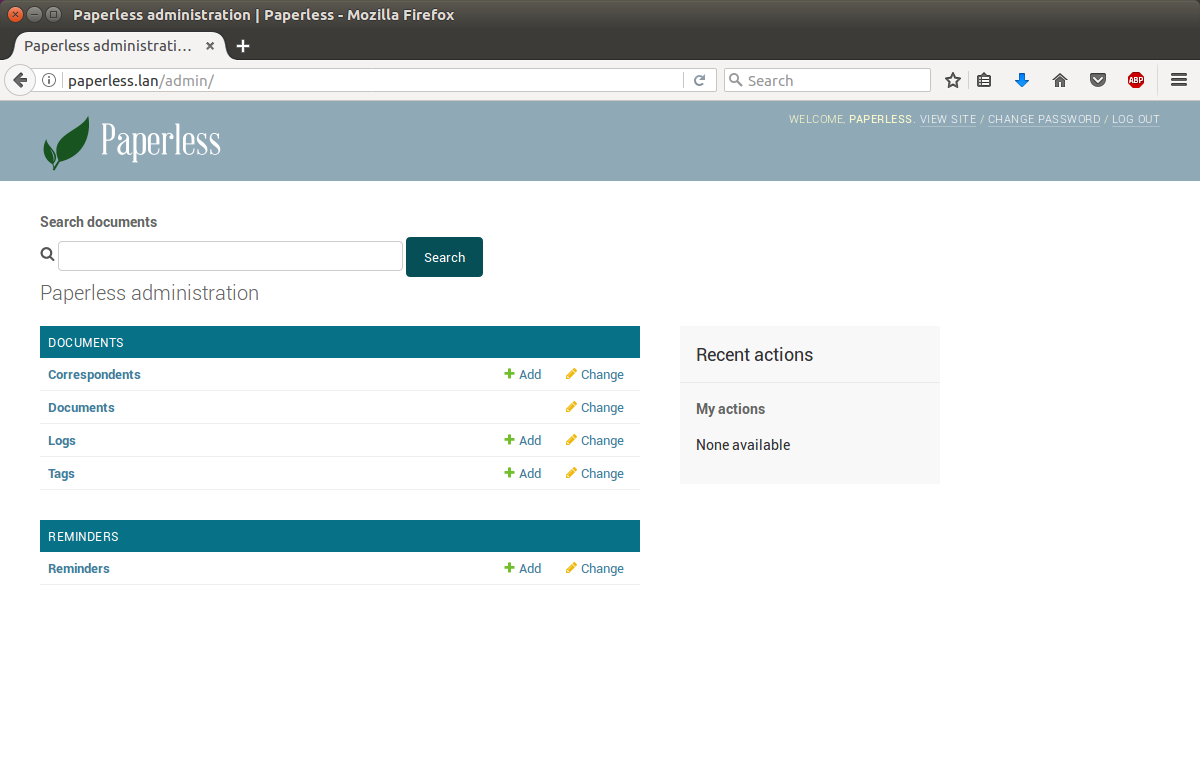 Paperless administration | Paperless - Mozilla Firefox
Paperless administrati...
paperless.lan/admin/
Search
ABP
Paperless
WELCOME, PAPERLESS. VIEW SITE / CHANGE PASSWORD / LOG OUT
Search documents
Search
Paperless administration
DOCUMENTS
Correspondents Add Change
Documents Change
Logs Add Change
Tags Add Change
REMINDERS
Reminders Add Change
Recent actions
My actions
None available